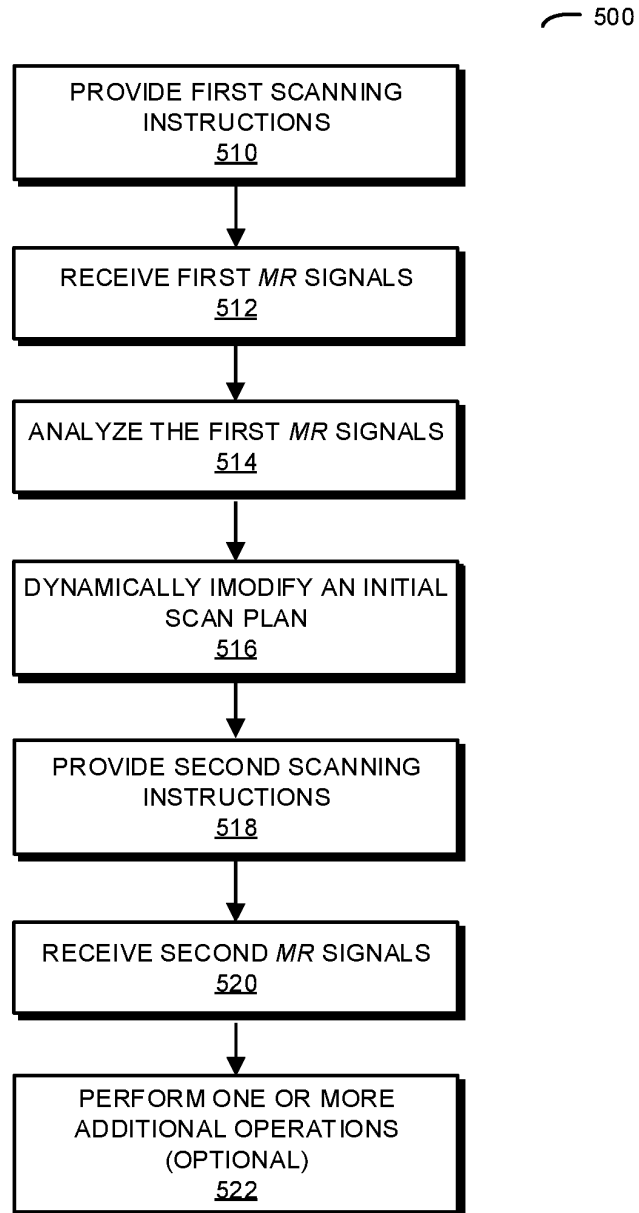 500
PROVIDE FIRST SCANNING
INSTRUCTIONS
510
RECEIVE FIRST MR SIGNALS
512
ANALYZE THE FIRST MR SIGNALS
514
DYNAMICALLY IMODIFY AN INITIAL
SCAN PLAN
516
PROVIDE SECOND SCANNING
INSTRUCTIONS
518
RECEIVE SECOND MR SIGNALS
520
PERFORM ONE OR MORE
ADDITIONAL OPERATIONS
(OPTIONAL)
522